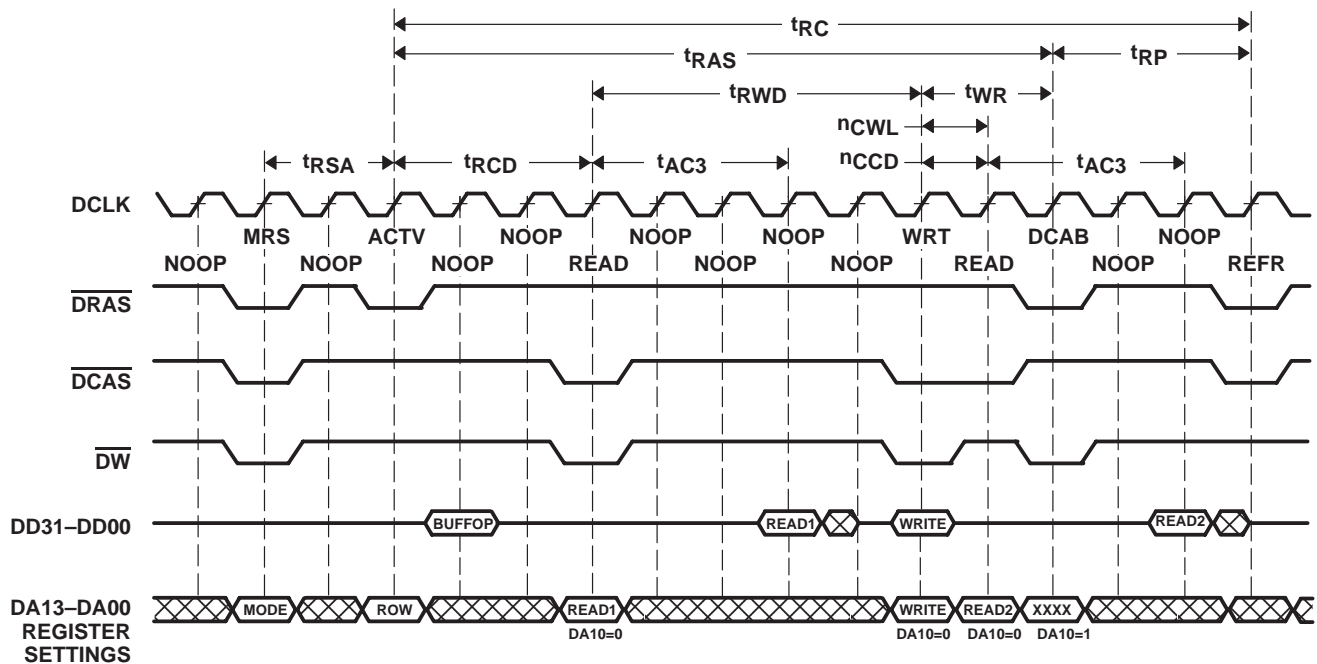 tRC
tRAS tRP
tRWD tWR
nCWL
tRSA tRCD tAC3 nCCD tAC3
DCLK
MRS ACTV NOOP NOOP NOOP WRT DCAB NOOP
NOOP NOOP NOOP READ NOOP NOOP READ NOOP REFR
DRAS
DCAS
DW
DD31–DD00 BUFFOP READ1 WRITE READ2
DA13–DA00 MODE ROW READ1 WRITE READ2 XXXX
REGISTER DA10=0 DA10=0 DA10=0 DA10=1
SETTINGS